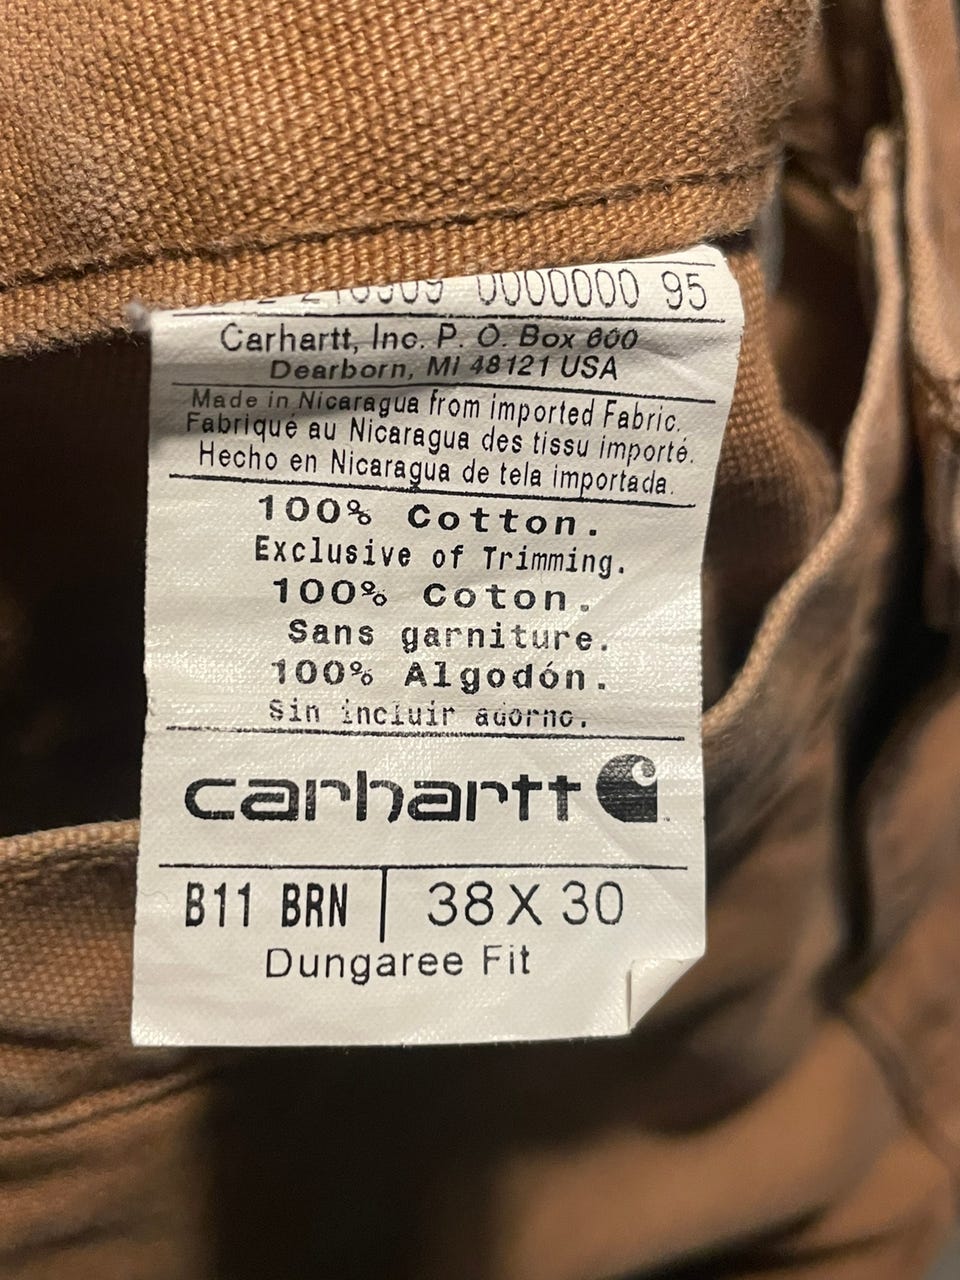 0000000 95
Carhartt, Inc. P. O. Box 600
Dearborn, MI 48121 USA
Made in Nicaragua from imported Fabric.
Fabriqué au Nicaragua des tissu importé.
Hecho en Nicaragua de tela importada.
100% Cotton.
Exclusive of Trimming.
100% Coton.
Sans garniture.
100% Algodón.
Sin incluir adorno.
carhartt
B11 BRN | 38 X 30
Dungaree Fit